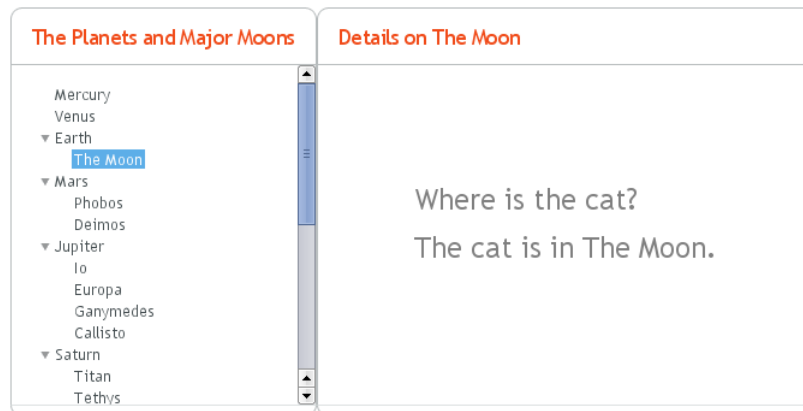 The Planets and Major Moons
Mercury
Venus
Earth
The Moon
Mars
Phobos
Deimos
Jupiter
Io
Europa
Ganymedes
Callisto
Saturn
Titan
Tethys
Details on The Moon
Where is the cat?
The cat is in The Moon.